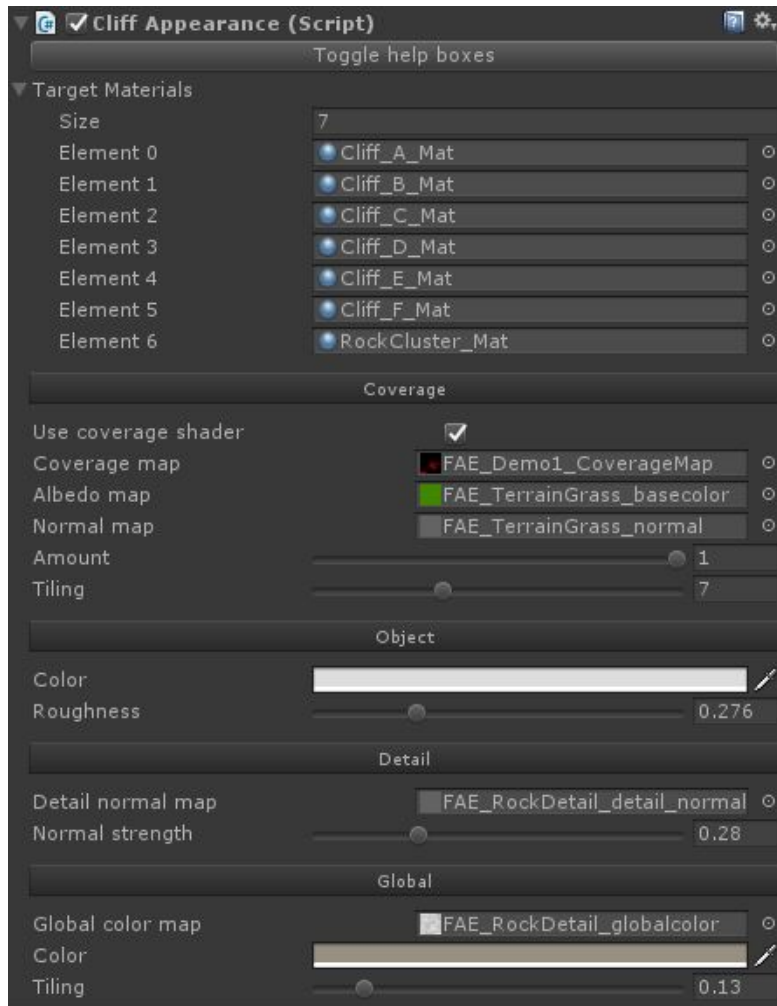 Cliff Appearance (Script)
Toggle help boxes
Target Materials
Size 7
Element 0 Cliff_A_Mat
Element 1 Cliff_B_Mat
Element 2 Cliff_C_Mat
Element 3 Cliff_D_Mat
Element 4 Cliff_E_Mat
Element 5 Cliff_F_Mat
Element 6 RockCluster_Mat
Coverage
Use coverage shader
Coverage map FAE_Demo1_CoverageMap
Albedo map FAE_TerrainGrass_basecolor
Normal map FAE_TerrainGrass_normal
Amount 1
Tiling 7
Object
Color
Roughness 0.276
Detail
Detail normal map FAE_RockDetail_detail_normal
Normal strength 0.28
Global
Global color map FAE_RockDetail_globalcolor
Color
Tiling 0.13